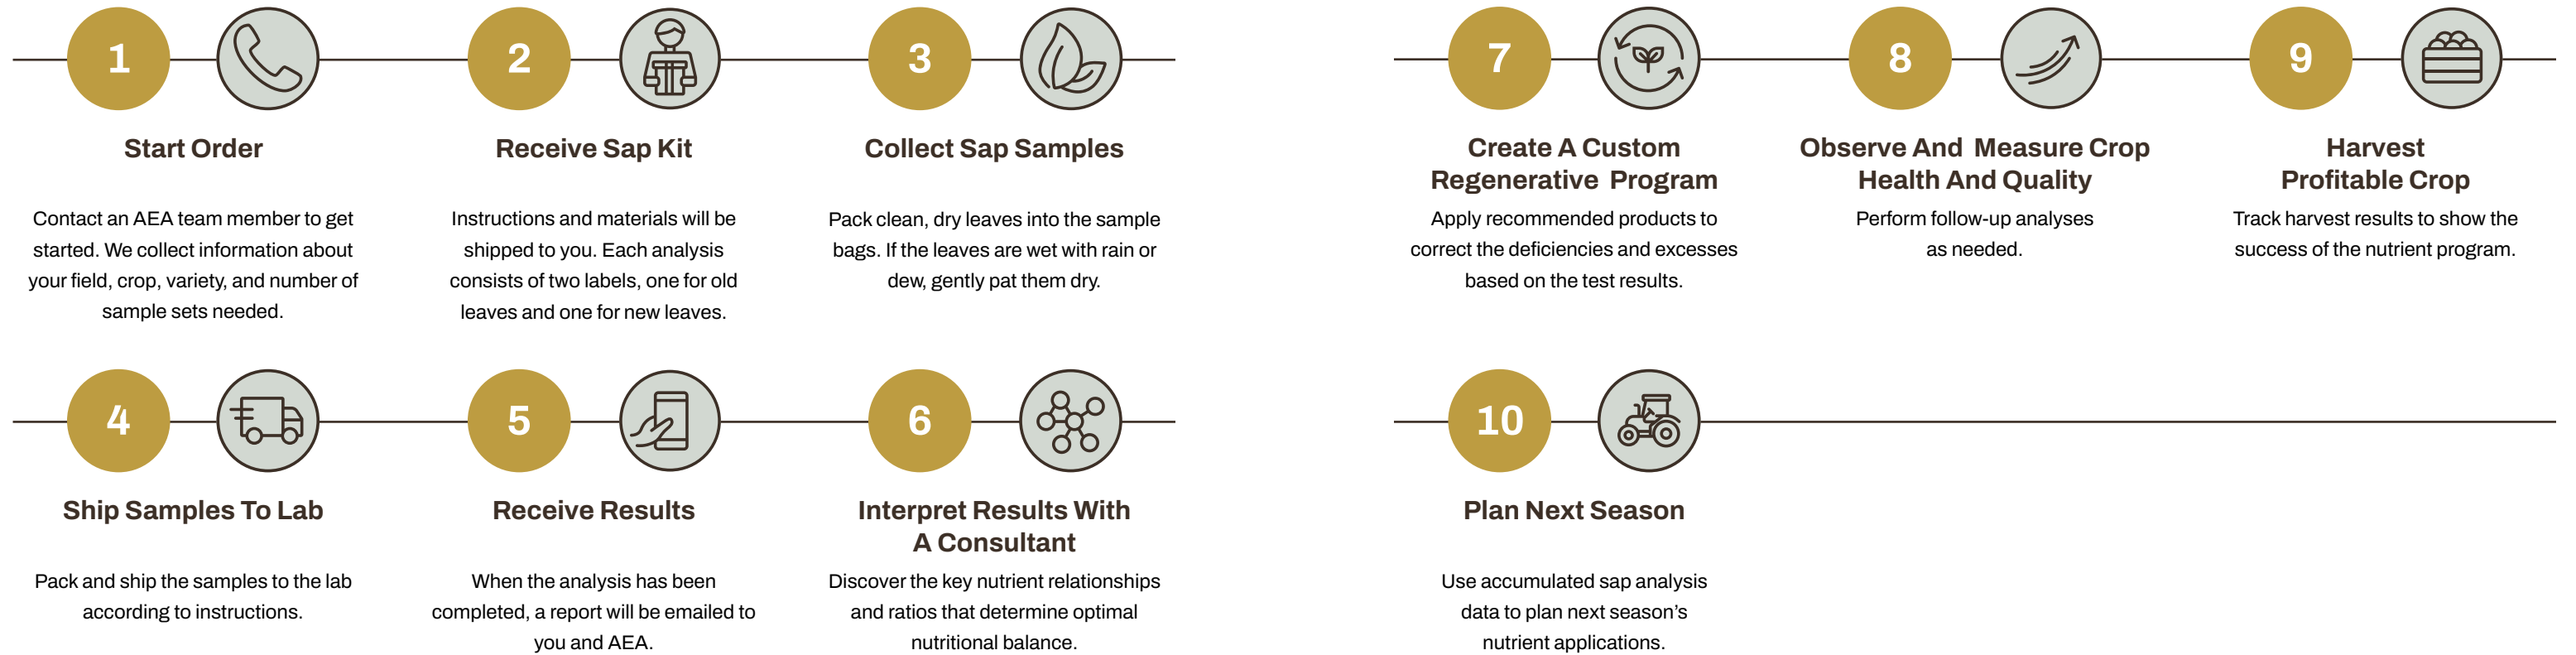 1
Start Order
Contact an AEA team member to get
started. We collect information about
your field, crop, variety, and number of
sample sets needed.
2
Receive Sap Kit
Instructions and materials will be
shipped to you. Each analysis
consists of two labels, one for old
leaves and one for new leaves.
3
Collect Sap Samples
Pack clean, dry leaves into the sample
bags. If the leaves are wet with rain or
dew, gently pat them dry.
4
Ship Samples To Lab
Pack and ship the samples to the lab
according to instructions.
5
Receive Results
When the analysis has been
completed, a report will be emailed to
you and AEA.
6
Interpret Results With
A Consultant
Discover the key nutrient relationships
and ratios that determine optimal
nutritional balance.
7
Create A Custom
Regenerative Program
Apply recommended products to
correct the deficiencies and excesses
based on the test results.
8
Observe And Measure Crop
Health And Quality
Perform follow-up analyses
as needed.
9
Harvest
Profitable Crop
Track harvest results to show the
success of the nutrient program.
10
Plan Next Season
Use accumulated sap analysis
data to plan next season’s
nutrient applications.